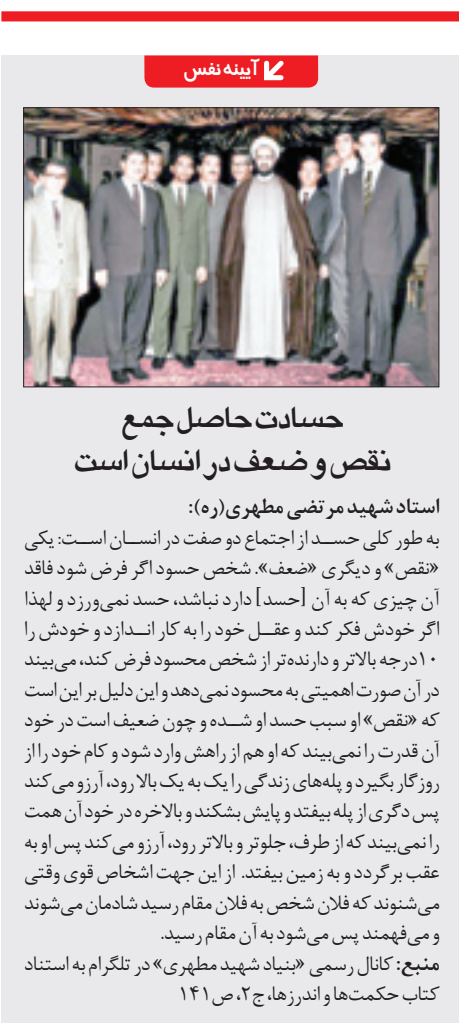 آیینه نفس
حسادت حاصل جمع
نقص و ضعف در انسان است
استاد شهید مرتضی مطهری(ره):
به طور کلی حسد از اجتماع دو صفت در انسان است: یکی
«نقص» و دیگری «ضعف». شخص حسود اگر فرض شود فاقد
آن چیزی که به آن [حسد] دارد نباشد، حسد نمی‌ورزد و لهذا
اگر خودش فکر کند و عقل خود را به کار اندازد و خودش را
۱۰درجه بالاتر و دارنده‌تر از شخص محسود فرض کند، می‌بیند
در آن صورت اهمیتی به محسود نمی‌دهد و این دلیل بر این است
که «نقص» او سبب حسد او شده و چون ضعیف است در خود
آن قدرت را نمی‌بیند که او هم از راهش وارد شود و کام خود را از
روزگار بگیرد و پله‌های زندگی را یک به یک بالا رود، آرزو می‌کند
پس دگری از پله بیفتد و پایش بشکند و بالاخره در خود آن همت
را نمی‌بیند که از طرف، جلوتر و بالاتر رود، آرزو می‌کند پس او به
عقب برگردد و به زمین بیفتد. از این جهت اشخاص قوی وقتی
می‌شنوند که فلان شخص به فلان مقام رسید شادمان می‌شوند
و می‌فهمند پس می‌شود به آن مقام رسید.
منبع: کانال رسمی «بنیاد شهید مطهری» در تلگرام به استناد
کتاب حکمت‌ها و اندرزها، ج۲، ص۱۴۱